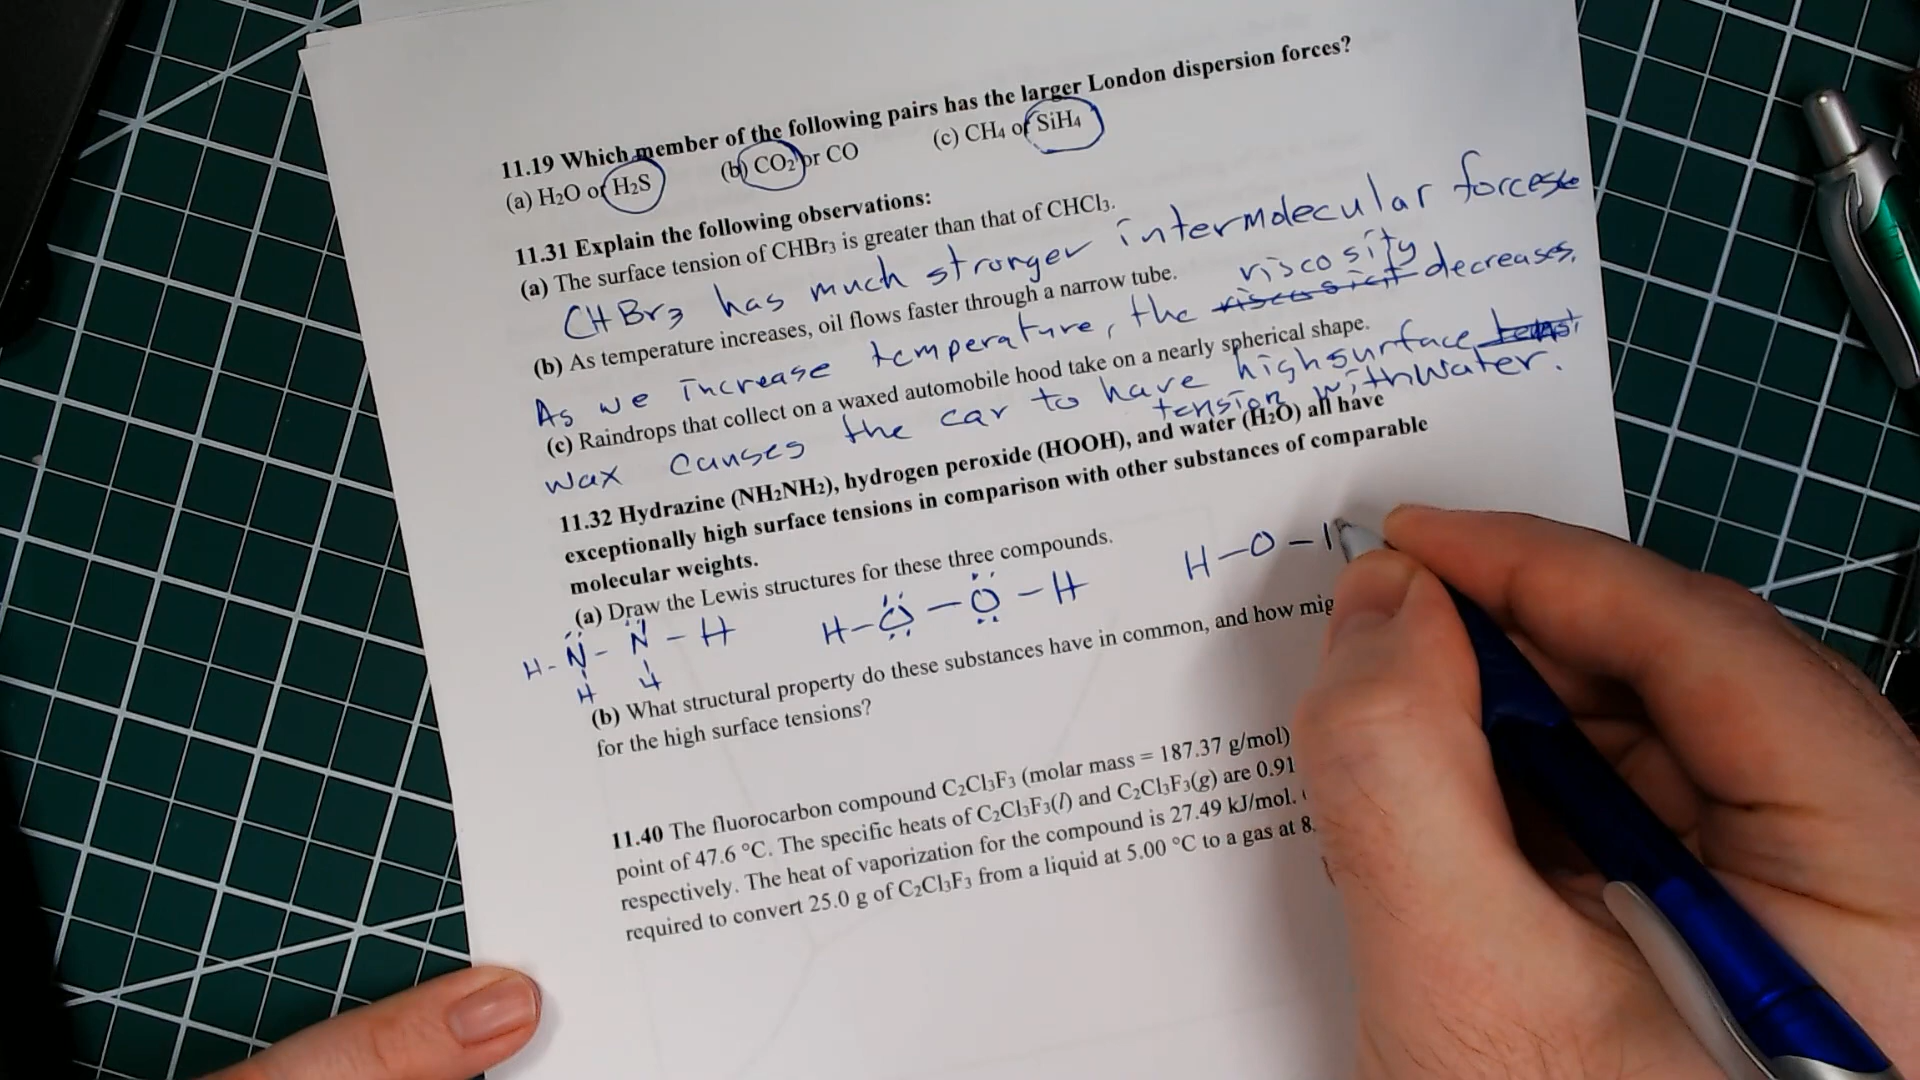 11.19 Which member of the following pairs has the larger London dispersion forces?
(a) H₂O or H₂S (b) CO₂ or CO (c) CH₄ or SiH₄
11.31 Explain the following observations:
(a) The surface tension of CHBr₃ is greater than that of CHCl₃.
CHBr₃ has much stronger intermolecular forces
(b) As temperature increases, oil flows faster through a narrow tube.
As we increase temperature, the viscosity decreases.
(c) Raindrops that collect on a waxed automobile hood take on a nearly spherical shape.
Wax causes the car to have high surface
tension with water.
11.32 Hydrazine (NH₂NH₂), hydrogen peroxide (HOOH), and water (H₂O) all have
exceptionally high surface tensions in comparison with other substances of comparable
molecular weights.
(a) Draw the Lewis structures for these three compounds.
H-N-N-H H-O-O-H H-O-
H H
(b) What structural property do these substances have in common, and how
for the high surface tensions?
11.40 The fluorocarbon compound C₂Cl₃F₃ (molar mass = 187.37 g/mol)
point of 47.6 °C. The specific heats of C₂Cl₃F₃(l) and C₂Cl₃F₃(g) are 0.91
respectively. The heat of vaporization for the compound is 27.49 kJ/mol.
required to convert 25.0 g of C₂Cl₃F₃ from a liquid at 5.00 °C to a gas at